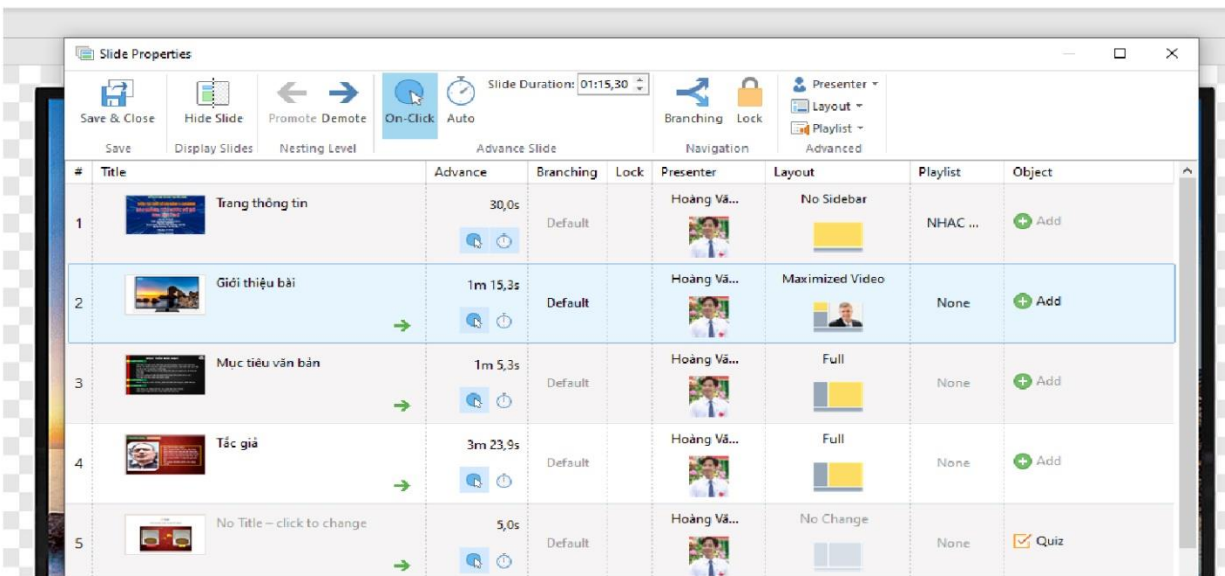 Slide Properties
Save & Close
Hide Slide
Promote Demote
On-Click
Auto
Slide Duration: 01:15,30
Branching
Lock
Presenter
Layout
Playlist
Save
Display Slides
Nesting Level
Advance Slide
Navigation
Advanced
# Title Advance Branching Lock Presenter Layout Playlist Object
1 Trang thông tin 30,0s Default Hoàng Vă... No Sidebar NHAC ... Add
2 Giới thiệu bài 1m 15,3s Default Hoàng Vă... Maximized Video None Add
3 Mục tiêu văn bản 1m 5,3s Default Hoàng Vă... Full None Add
4 Tác giả 3m 23,9s Default Hoàng Vă... Full None Add
5 No Title – click to change 5,0s Default Hoàng Vă... No Change None Quiz